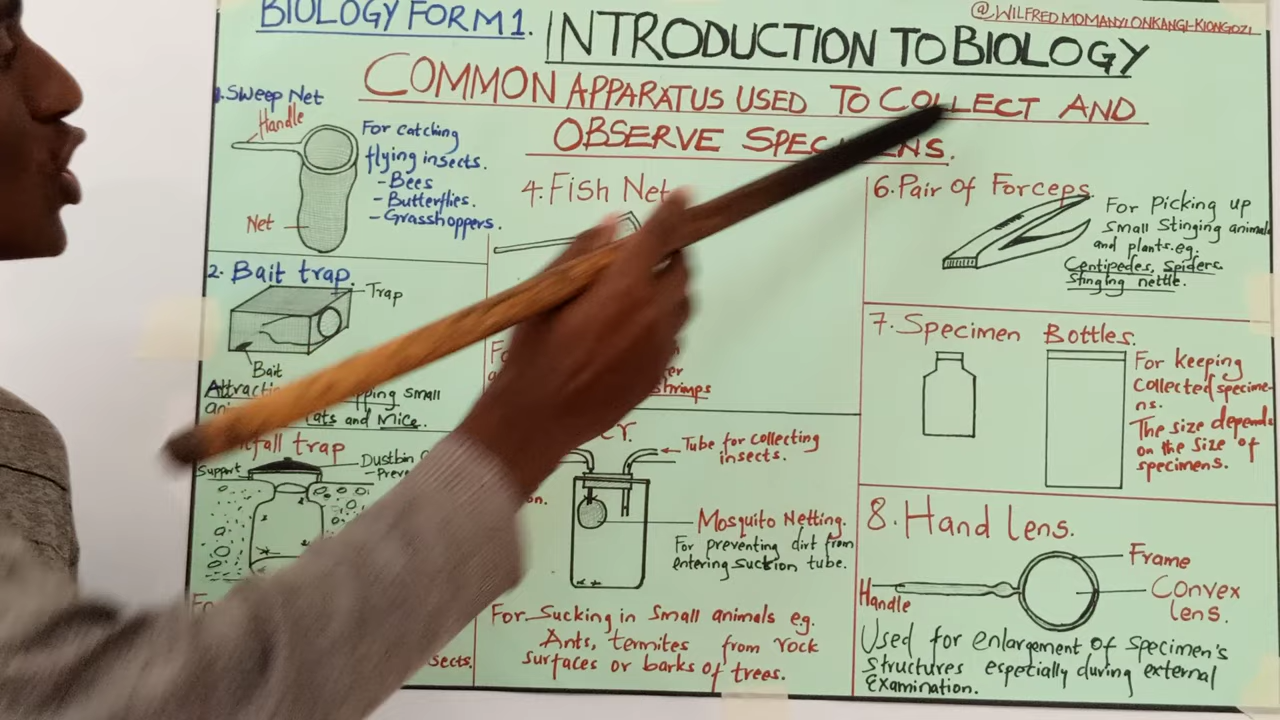 BIOLOGY FORM 1.
@WILFRED MOMANYI ONKANGI-KIONGOZI
INTRODUCTION TO BIOLOGY
COMMON APPARATUS USED TO COLLECT AND
OBSERVE
1. Sweep Net
Handle
Net
For catching
flying insects.
- Bees
- Butterflies.
- Grasshoppers.
2. Bait trap.
Trap
Bait
small
and Mice.
trap
Support
Dustbin
4. Fish Net
shrimps
Tube for collecting
insects.
Mosquito Netting.
For preventing dirt from
entering suction tube.
For Sucking in Small animals eg.
Ants, termites from rock
surfaces or barks of trees.
6. Pair of Forceps.
For Picking up
Small Stinging animal
and plants.eg.
Centipedes, Spiders
Stinging nettle.
7. Specimen Bottles.
For keeping
collected specime-
ns.
The size depends
on the size of
specimens.
8. Hand lens.
Frame
Handle
Convex
lens.
Used for enlargement of specimen's
structures especially during external
Examination.